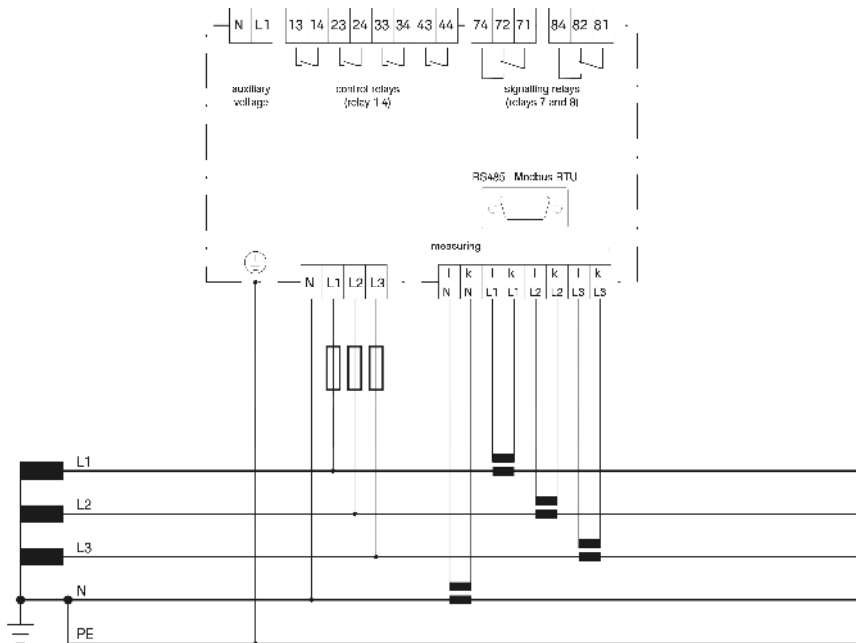 N L1 13 14 23 24 33 34 43 44 74 72 71 84 82 81
auxiliary control relays signalling relays
voltage (relay 1-4) (relays 7 and 8)
RS485 Modbus RTU
measuring
N L1 L2 L3 l k l k l k l k
N N L1 L1 L2 L2 L3 L3
L1
L2
L3
N
PE